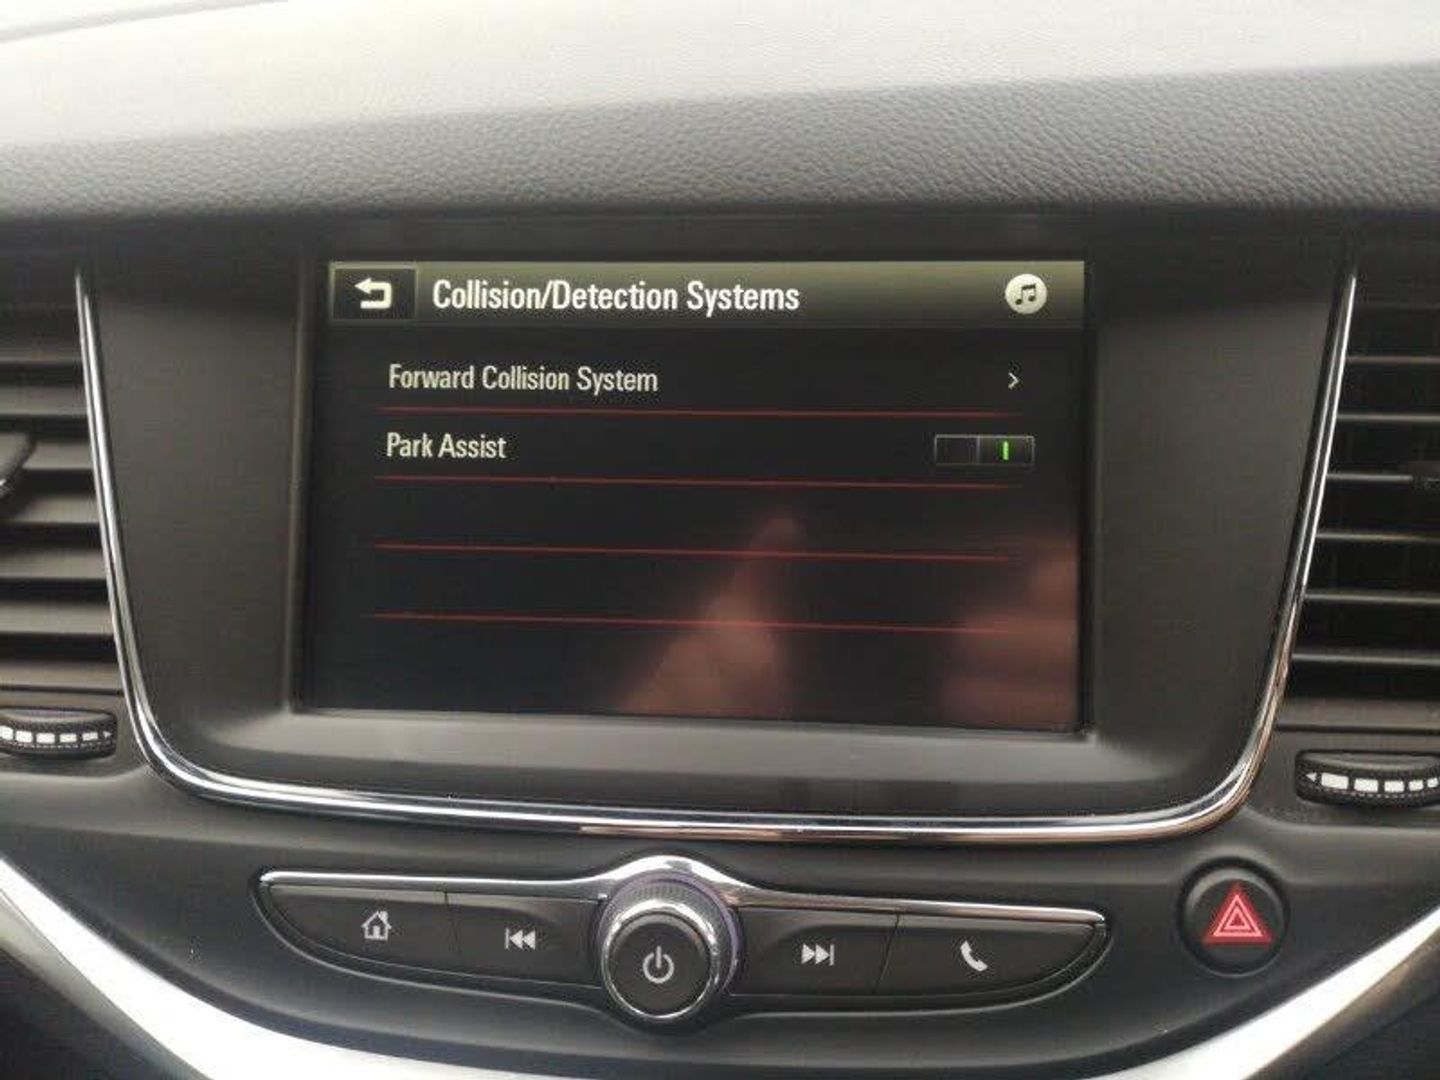 Collision/Detection Systems
Forward Collision System
Park Assist